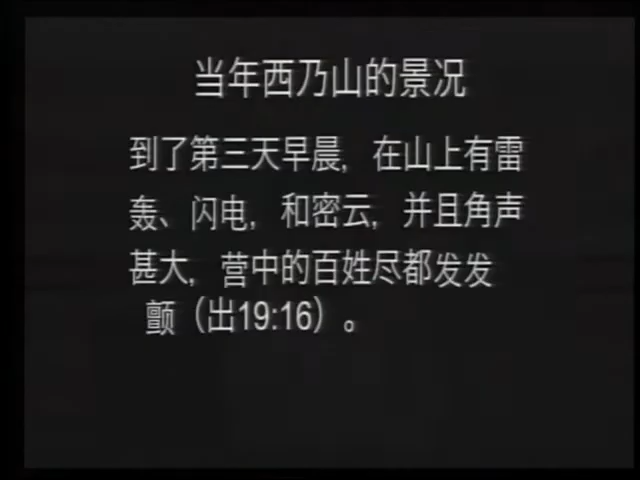 当年西乃山的景况
到了第三天早晨，在山上有雷
轰、闪电，和密云，并且角声
甚大，营中的百姓尽都发发
颤（出19:16）。